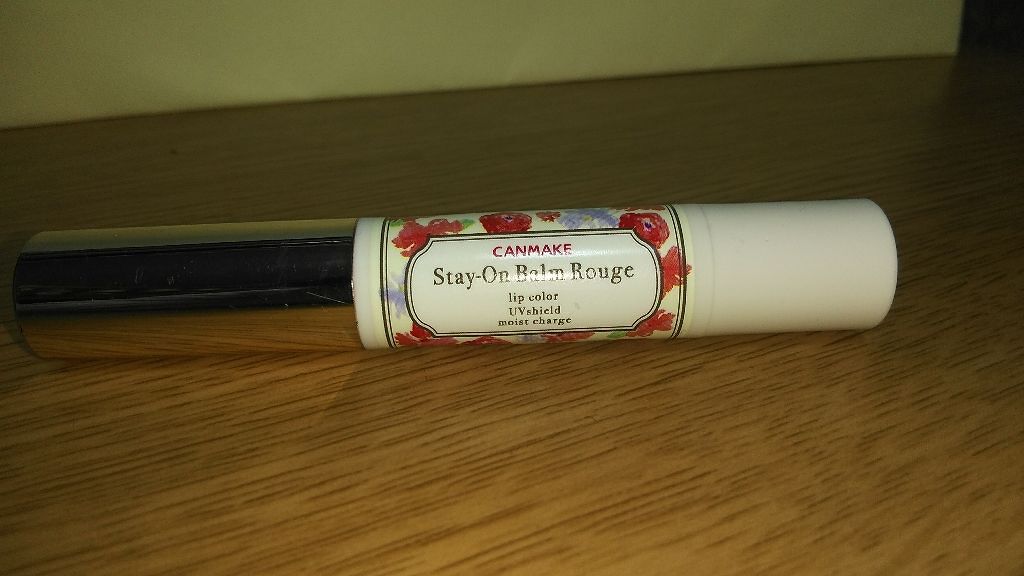 CANMAKE
Stay-On Balm Rouge
lip color
UVshield
moist charge